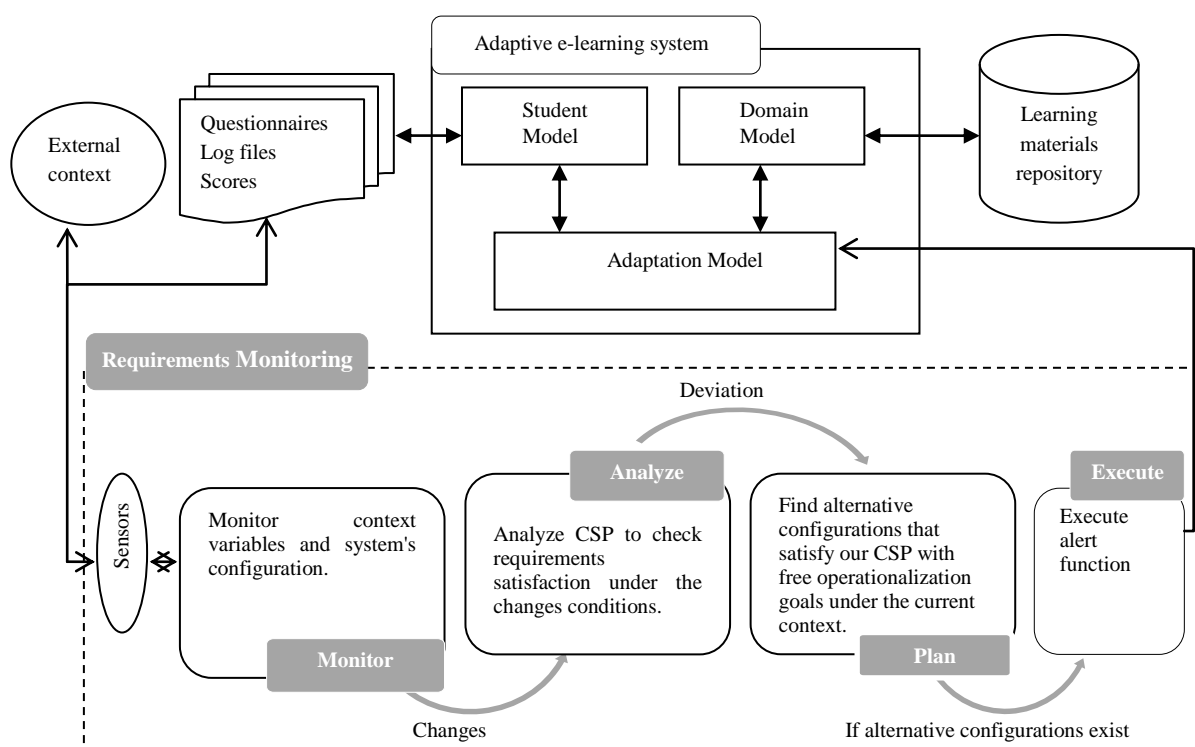 Adaptive e-learning system
External
context
Questionnaires
Log files
Scores
Student
Model
Domain
Model
Learning
materials
repository
Adaptation Model
Requirements Monitoring
Deviation
Sensors
Monitor context
variables and system's
configuration.
Monitor
Analyze
Analyze CSP to check
requirements
satisfaction under the
changes conditions.
Find alternative
configurations that
satisfy our CSP with
free operationalization
goals under the current
context.
Plan
Execute
Execute
alert
function
Changes
If alternative configurations exist